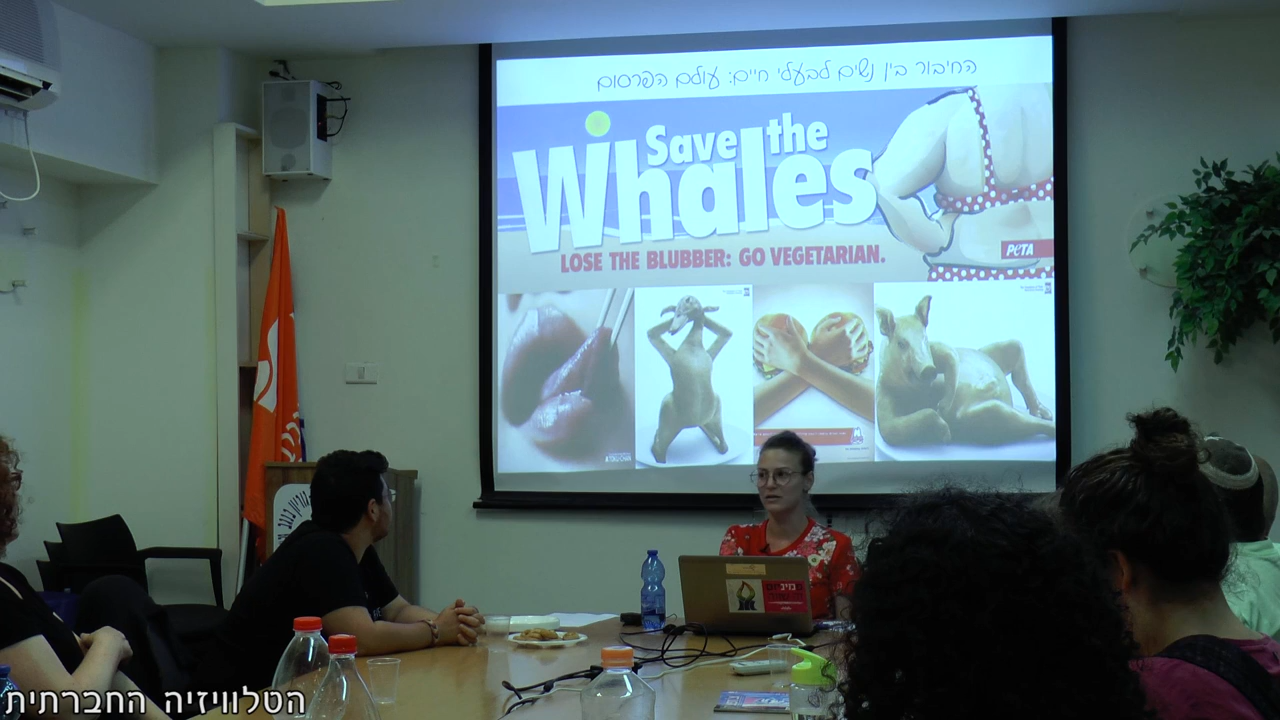 החיבור בין נשים לבעלי חיים: עולם הפרסום
Save the
Whales
LOSE THE BLUBBER: GO VEGETARIAN.
PETA
הטלוויזיה החברתית